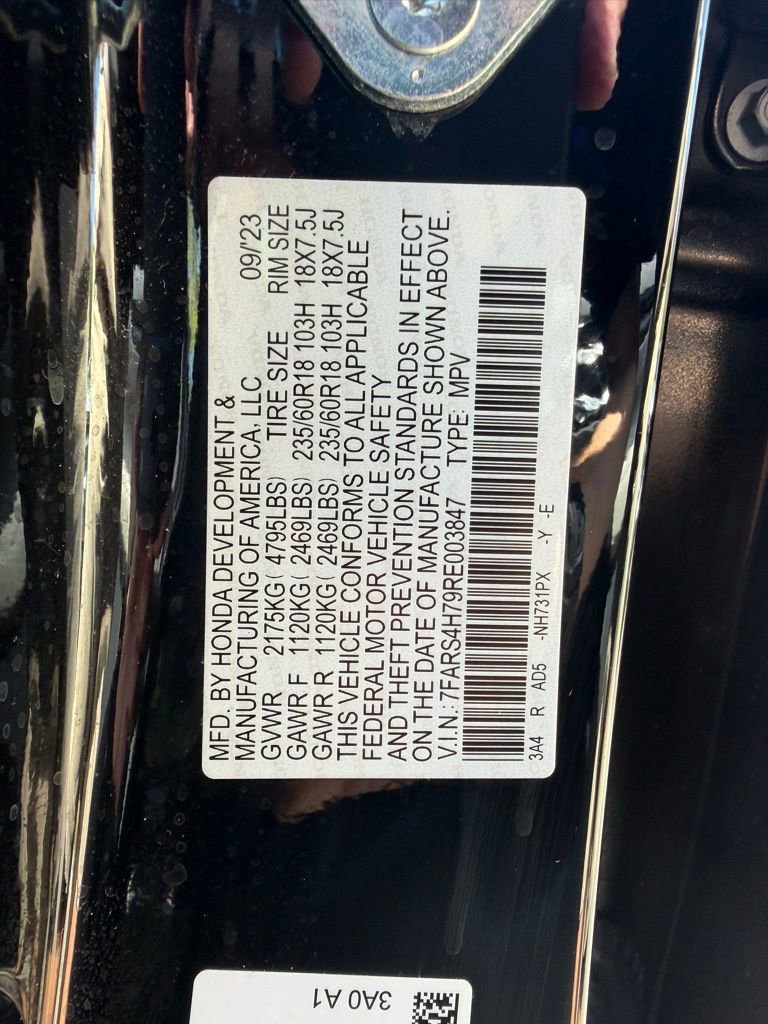 MFD. BY HONDA DEVELOPMENT &
MANUFACTURING OF AMERICA, LLC 09/'23
GVWR 2175KG( 4795LBS) TIRE SIZE RIM SIZE
GAWR F 1120KG( 2469LBS) 235/60R18 103H 18X7.5J
GAWR R 1120KG( 2469LBS) 235/60R18 103H 18X7.5J
THIS VEHICLE CONFORMS TO ALL APPLICABLE
FEDERAL MOTOR VEHICLE SAFETY
AND THEFT PREVENTION STANDARDS IN EFFECT
ON THE DATE OF MANUFACTURE SHOWN ABOVE.
V.I.N.: 7FARS4H79RE003847 TYPE: MPV
3A4 R AD5 -NH731PX -Y -E
3A0 A1